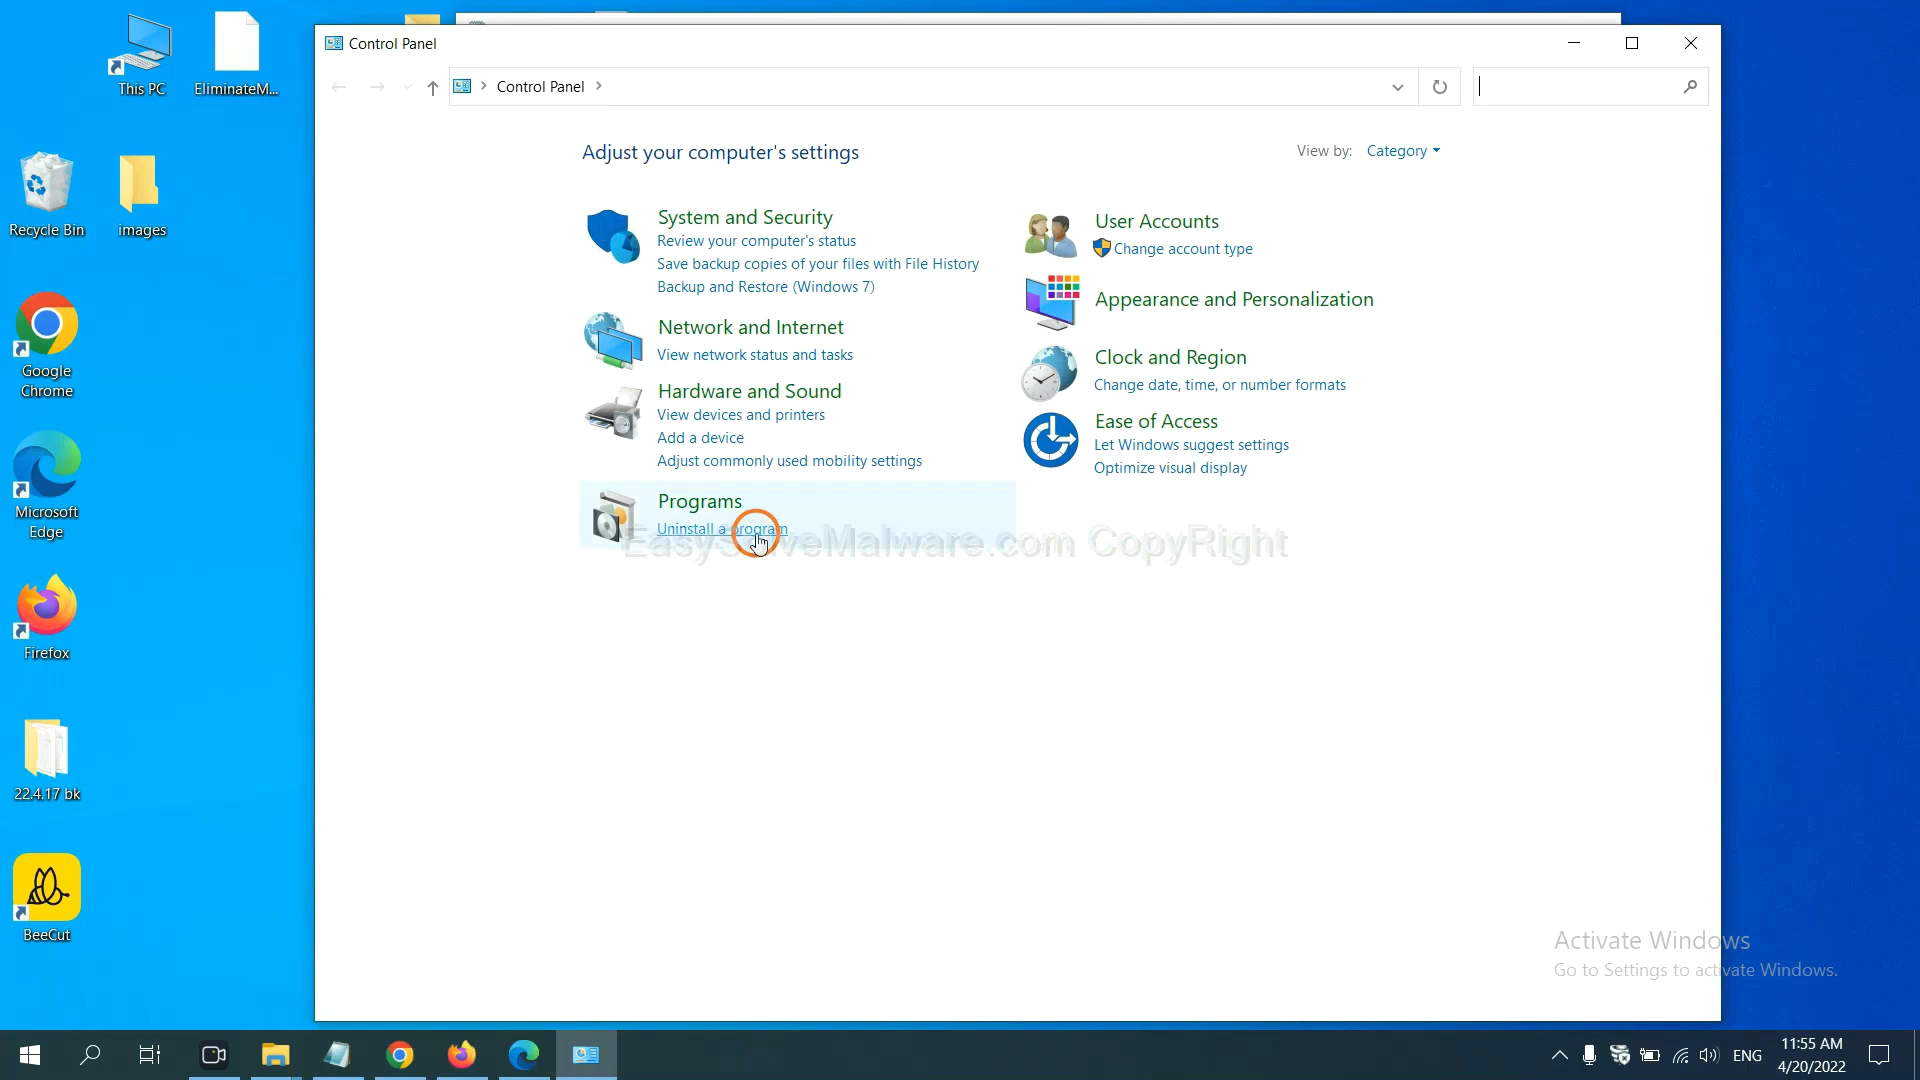 This PC
EliminateM...
Recycle Bin
images
Google
Chrome
Microsoft
Edge
Firefox
22.4.17 bk
BeeCut
Control Panel
Control Panel
Adjust your computer's settings
View by: Category
System and Security
Review your computer's status
Save backup copies of your files with File History
Backup and Restore (Windows 7)
Network and Internet
View network status and tasks
Hardware and Sound
View devices and printers
Add a device
Adjust commonly used mobility settings
Programs
Uninstall a program
User Accounts
Change account type
Appearance and Personalization
Clock and Region
Change date, time, or number formats
Ease of Access
Let Windows suggest settings
Optimize visual display
EasySolveMalware.com CopyRight
Activate Windows
Go to Settings to activate Windows.
ENG
11:55 AM
4/20/2022